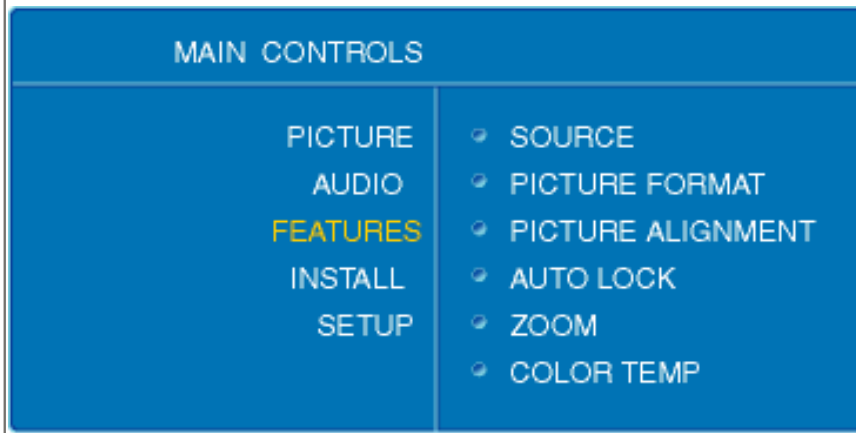 MAIN CONTROLS
PICTURE
AUDIO
FEATURES
INSTALL
SETUP
SOURCE
PICTURE FORMAT
PICTURE ALIGNMENT
AUTO LOCK
ZOOM
COLOR TEMP